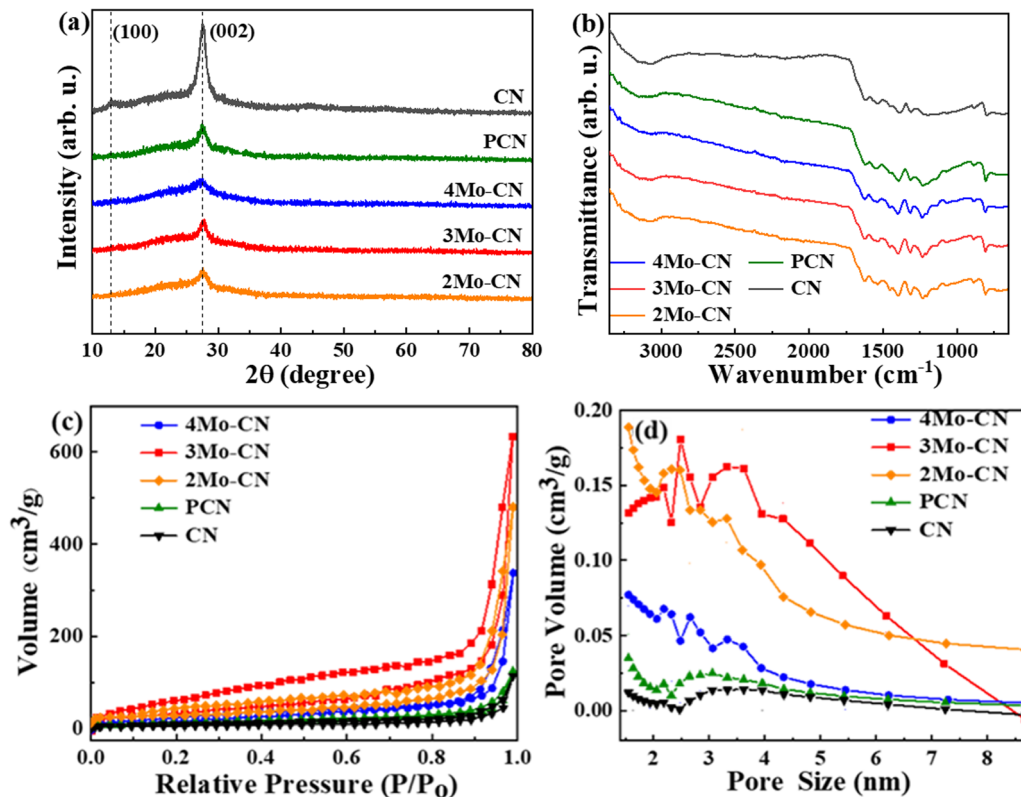 (a)
(100)
(002)
CN
PCN
4Mo-CN
3Mo-CN
2Mo-CN
Intensity (arb. u.)
10 20 30 40 50 60 70 80
2θ (degree)
(b)
Transmittance (arb. u.)
4Mo-CN PCN
3Mo-CN CN
2Mo-CN
3000 2500 2000 1500 1000
Wavenumber (cm⁻¹)
(c)
4Mo-CN
3Mo-CN
2Mo-CN
PCN
CN
Volume (cm³/g)
600
400
200
0
0.0 0.2 0.4 0.6 0.8 1.0
Relative Pressure (P/P₀)
(d)
4Mo-CN
3Mo-CN
2Mo-CN
PCN
CN
Pore Volume (cm³/g)
0.20
0.15
0.10
0.05
0.00
2 3 4 5 6 7 8
Pore Size (nm)